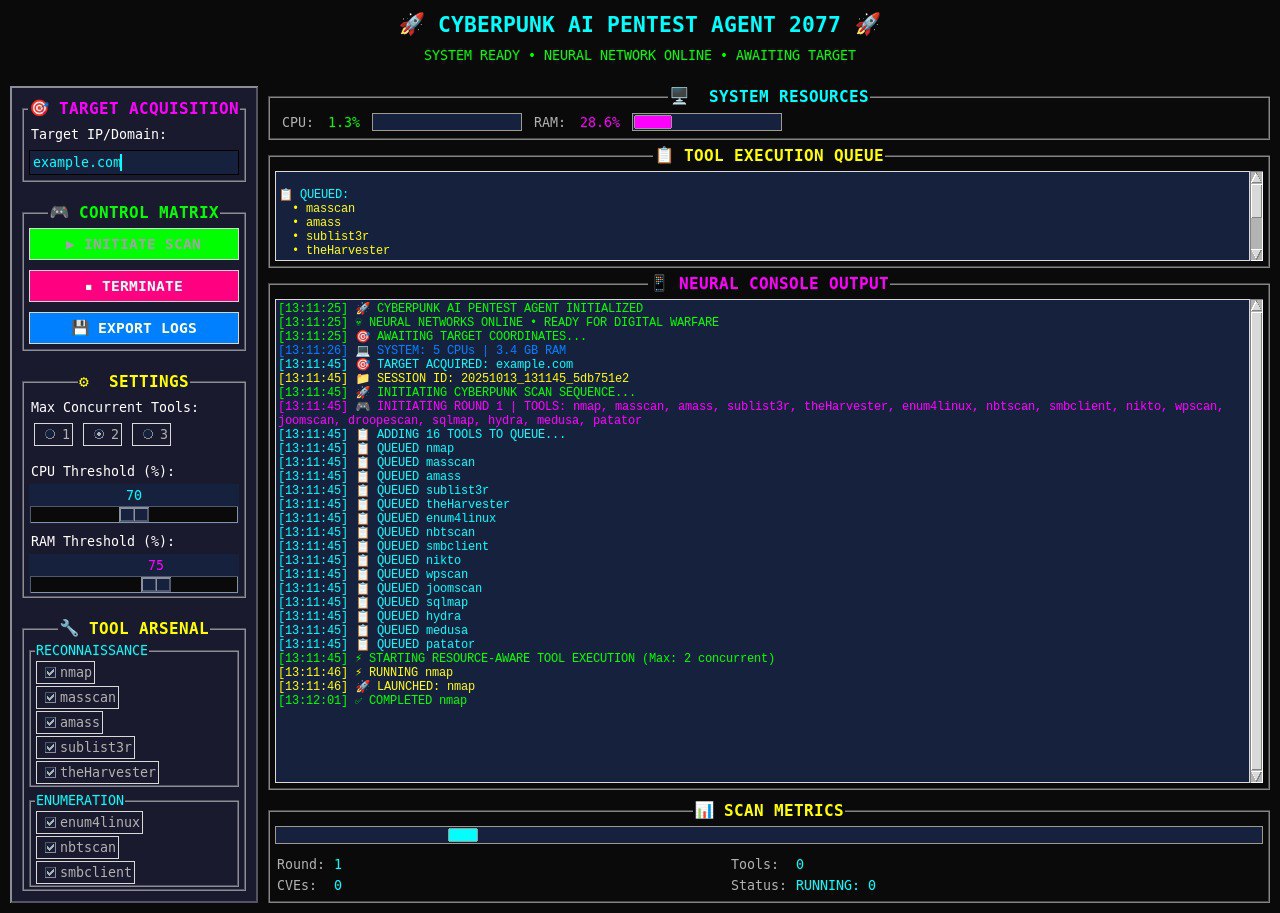 🚀 CYBERPUNK AI PENTEST AGENT 2077 🚀
SYSTEM READY • NEURAL NETWORK ONLINE • AWAITING TARGET
🎯 TARGET ACQUISITION
Target IP/Domain:
example.com
🎮 CONTROL MATRIX
▶ INITIATE SCAN
▪ TERMINATE
💾 EXPORT LOGS
⚙ SETTINGS
Max Concurrent Tools:
1 2 3
CPU Threshold (%):
70
RAM Threshold (%):
75
🔧 TOOL ARSENAL
RECONNAISSANCE
nmap
masscan
amass
sublist3r
theHarvester
ENUMERATION
enum4linux
nbtscan
smbclient
🖥️ SYSTEM RESOURCES
CPU: 1.3% RAM: 28.6%
📋 TOOL EXECUTION QUEUE
📋 QUEUED:
• masscan
• amass
• sublist3r
• theHarvester
📱 NEURAL CONSOLE OUTPUT
[13:11:25] 🚀 CYBERPUNK AI PENTEST AGENT INITIALIZED
[13:11:25] NEURAL NETWORKS ONLINE • READY FOR DIGITAL WARFARE
[13:11:25] 🎯 AWAITING TARGET COORDINATES...
[13:11:26] 💻 SYSTEM: 5 CPUs | 3.4 GB RAM
[13:11:45] 🎯 TARGET ACQUIRED: example.com
[13:11:45] 📁 SESSION ID: 20251013_131145_5db751e2
[13:11:45] 🚀 INITIATING CYBERPUNK SCAN SEQUENCE...
[13:11:45] 🎮 INITIATING ROUND 1 | TOOLS: nmap, masscan, amass, sublist3r, theHarvester, enum4linux, nbtscan, smbclient, nikto, wpscan,
joomscan, droopescan, sqlmap, hydra, medusa, patator
[13:11:45] 📋 ADDING 16 TOOLS TO QUEUE...
[13:11:45] 📋 QUEUED nmap
[13:11:45] 📋 QUEUED masscan
[13:11:45] 📋 QUEUED amass
[13:11:45] 📋 QUEUED sublist3r
[13:11:45] 📋 QUEUED theHarvester
[13:11:45] 📋 QUEUED enum4linux
[13:11:45] 📋 QUEUED nbtscan
[13:11:45] 📋 QUEUED smbclient
[13:11:45] 📋 QUEUED nikto
[13:11:45] 📋 QUEUED wpscan
[13:11:45] 📋 QUEUED joomscan
[13:11:45] 📋 QUEUED sqlmap
[13:11:45] 📋 QUEUED hydra
[13:11:45] 📋 QUEUED medusa
[13:11:45] 📋 QUEUED patator
[13:11:45] ⚡ STARTING RESOURCE-AWARE TOOL EXECUTION (Max: 2 concurrent)
[13:11:46] ⚡ RUNNING nmap
[13:11:46] 🚀 LAUNCHED: nmap
[13:12:01] ✅ COMPLETED nmap
📊 SCAN METRICS
Round: 1 Tools: 0
CVEs: 0 Status: RUNNING: 0